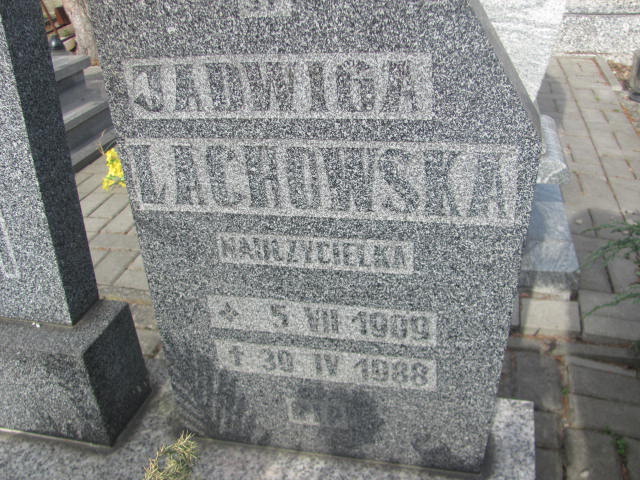 JADWIGA
LACHOWSKA
NAUCZYCIELKA
* 5 VII 1909
† 30 IV 1988